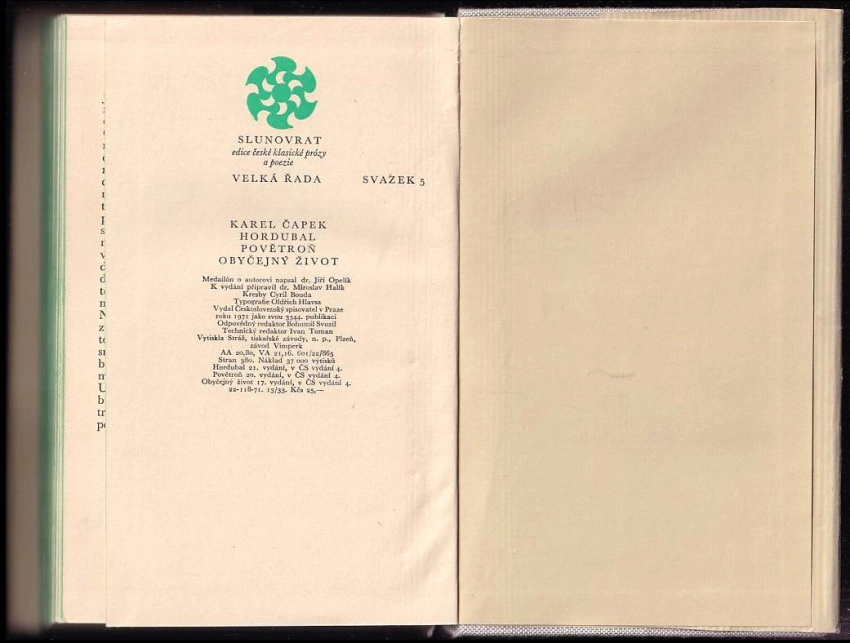 SLUNOVRAT
edice české klasické prózy
a poezie
VELKÁ ŘADA SVAZEK 5
KAREL ČAPEK
HORDUBAL
POVĚTROŇ
OBYČEJNÝ ŽIVOT
Medailón o autorovi napsal dr. Jiří Opelík
K vydání připravil dr. Miroslav Halík
Kresby Cyril Bouda
Typografie Oldřich Hlavsa
Vydal Československý spisovatel v Praze
roku 1971 jako svou 3344. publikaci
Odpovědný redaktor Bohumil Svozil
Technický redaktor Ivan Toman
Vytiskla Stráž, tiskařské závody, n. p., Plzeň,
závod Vimperk
AA 20,80, VA 21,16. 601/22/865
Stran 380. Náklad 37 000 výtisků
Hordubal 21. vydání, v ČS vydání 4.
Povětroň 20. vydání, v ČS vydání 4.
Obyčejný život 17. vydání, v ČS vydání 4.
22-118-71. 13/33. Kčs 25,—